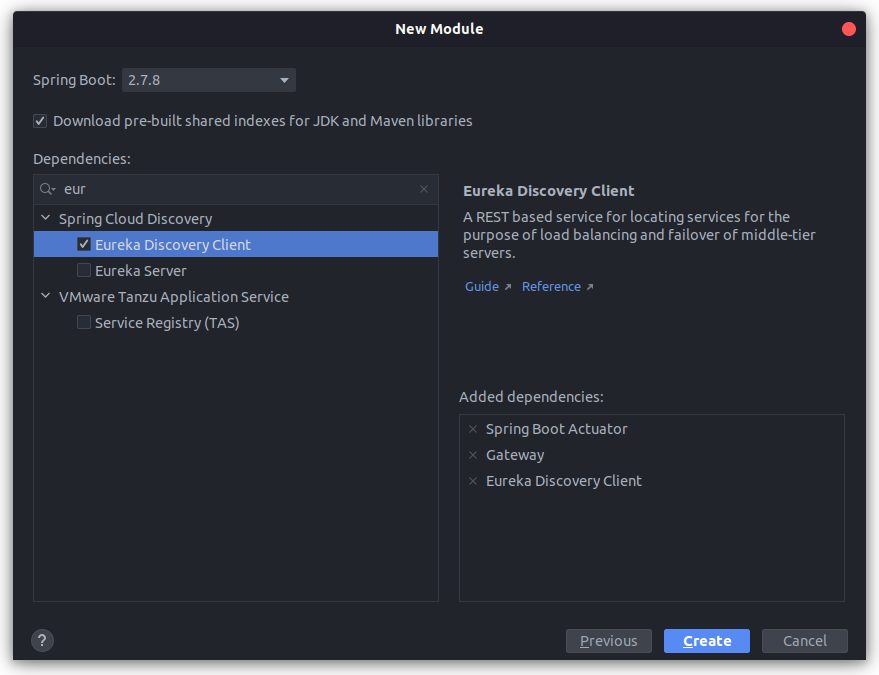 New Module
Spring Boot: 2.7.8
Download pre-built shared indexes for JDK and Maven libraries
Dependencies:
eur
Spring Cloud Discovery
Eureka Discovery Client
Eureka Server
VMware Tanzu Application Service
Service Registry (TAS)
Eureka Discovery Client
A REST based service for locating services for the
purpose of load balancing and failover of middle-tier
servers.
Guide ↗ Reference ↗
Added dependencies:
Spring Boot Actuator
Gateway
Eureka Discovery Client
? Previous Create Cancel